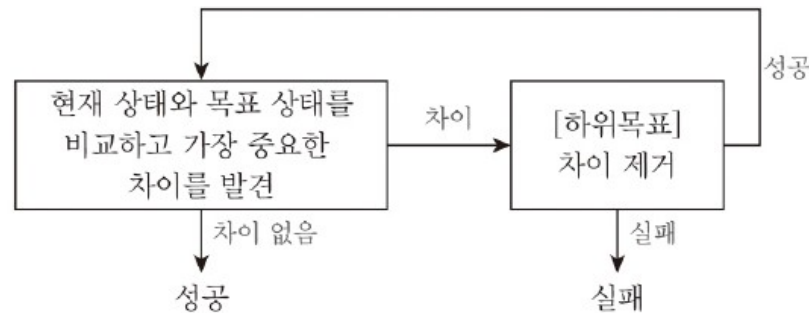 성공
현재 상태와 목표 상태를
비교하고 가장 중요한
차이를 발견
차이
[하위목표]
차이 제거
차이 없음
실패
성공
실패